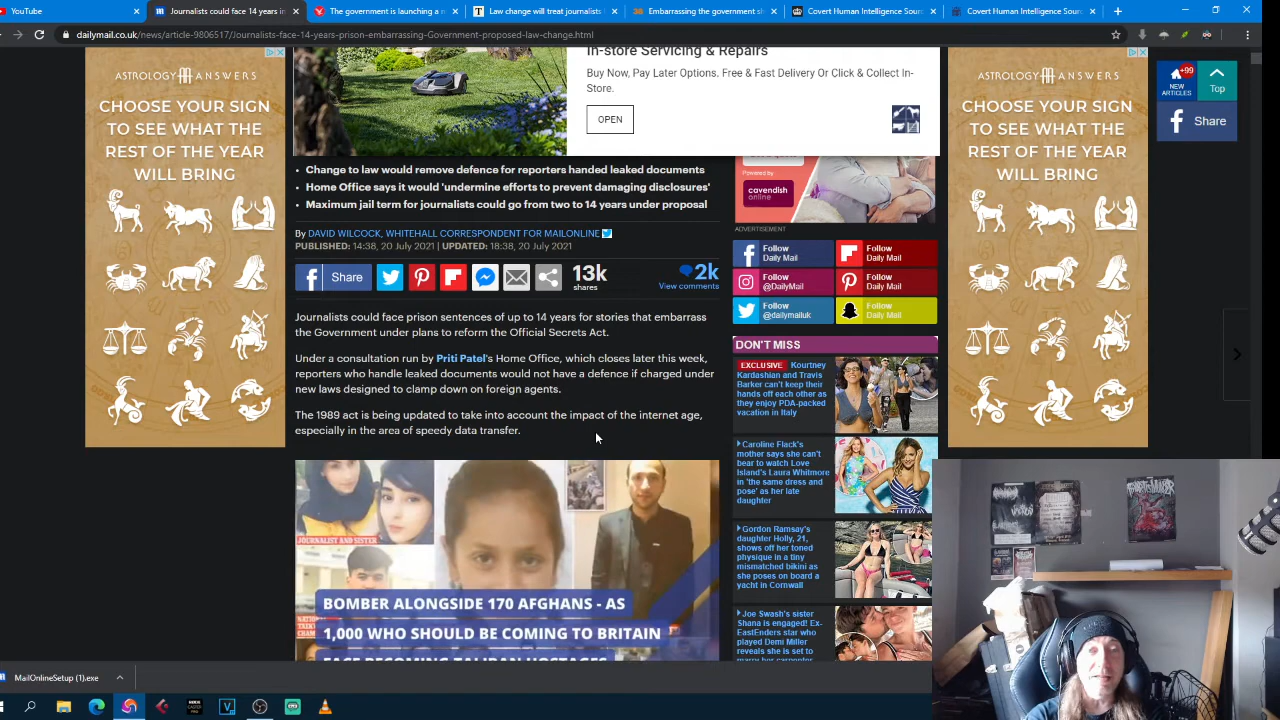 YouTube
Journalists could face 14 years in
The government is launching a n
Law change will treat journalists f
Embarrassing the government sh
Covert Human Intelligence Sourc
Covert Human Intelligence Sourc
dailymail.co.uk/news/article-9806517/Journalists-face-14-years-prison-embarrassing-Government-proposed-law-change.html
ASTROLOGY ANSWERS
CHOOSE YOUR SIGN
TO SEE WHAT THE
REST OF THE YEAR
WILL BRING
In-store Servicing & Repairs
Buy Now, Pay Later Options, Free & Fast Delivery Or Click & Collect In-
Store.
OPEN
ASTROLOGY ANSWERS
CHOOSE YOUR SIGN
TO SEE WHAT THE
REST OF THE YEAR
WILL BRING
+99
NEW
ARTICLES
Top
Share
• Change to law would remove defence for reporters handed leaked documents
• Home Office says it would 'undermine efforts to prevent damaging disclosures'
• Maximum jail term for journalists could go from two to 14 years under proposal
By DAVID WILCOCK, WHITEHALL CORRESPONDENT FOR MAILONLINE
PUBLISHED: 14:38, 20 July 2021 | UPDATED: 18:38, 20 July 2021
Share
13k
shares
2k
View comments
Journalists could face prison sentences of up to 14 years for stories that embarrass
the Government under plans to reform the Official Secrets Act.
Under a consultation run by Priti Patel's Home Office, which closes later this week,
reporters who handle leaked documents would not have a defence if charged under
new laws designed to clamp down on foreign agents.
The 1989 act is being updated to take into account the impact of the internet age,
especially in the area of speedy data transfer.
JOURNALIST AND SISTER
BOMBER ALONGSIDE 170 AFGHANS - AS
1,000 WHO SHOULD BE COMING TO BRITAIN
FACE BECOMING TALIBAN HOSTAGES
Powered by
cavendish
online
ADVERTISEMENT
Follow
Daily Mail
Follow
Daily Mail
Follow
@DailyMail
Follow
Daily Mail
Follow
@dailymailuk
Follow
Daily Mail
DON'T MISS
EXCLUSIVE Kourtney
Kardashian and Travis
Barker can't keep their
hands off each other as
they enjoy PDA-packed
vacation in Italy
Caroline Flack's
mother says she can't
bear to watch Love
Island's Laura Whitmore
in 'the same dress and
pose' as her late
daughter
Gordon Ramsay's
daughter Holly, 21,
shows off her toned
physique in a tiny
mismatched bikini as
she poses on board a
yacht in Cornwall
Joe Swash's sister
Shana is engaged! Ex-
EastEnders star who
played Demi Miller
reveals she is set to
marry her carpenter
MailOnlineSetup (1).exe